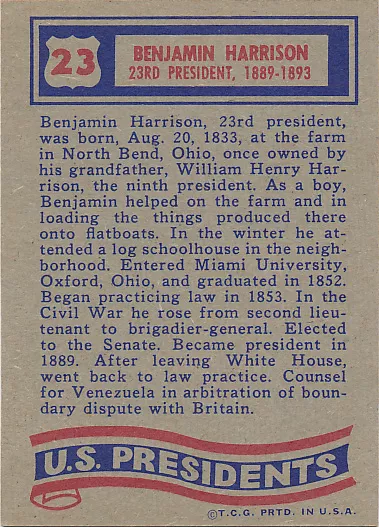 23
BENJAMIN HARRISON
23RD PRESIDENT, 1889-1893
Benjamin Harrison, 23rd president,
was born, Aug. 20, 1833, at the farm
in North Bend, Ohio, once owned by
his grandfather, William Henry Har-
rison, the ninth president. As a boy,
Benjamin helped on the farm and in
loading the things produced there
onto flatboats. In the winter he at-
tended a log schoolhouse in the neigh-
borhood. Entered Miami University,
Oxford, Ohio, and graduated in 1852.
Began practicing law in 1853. In the
Civil War he rose from second lieu-
tenant to brigadier-general. Elected
to the Senate. Became president in
1889. After leaving White House,
went back to law practice. Counsel
for Venezuela in arbitration of boun-
dary dispute with Britain.
U.S. PRESIDENTS
©T.C.G. PRTD. IN U.S.A.